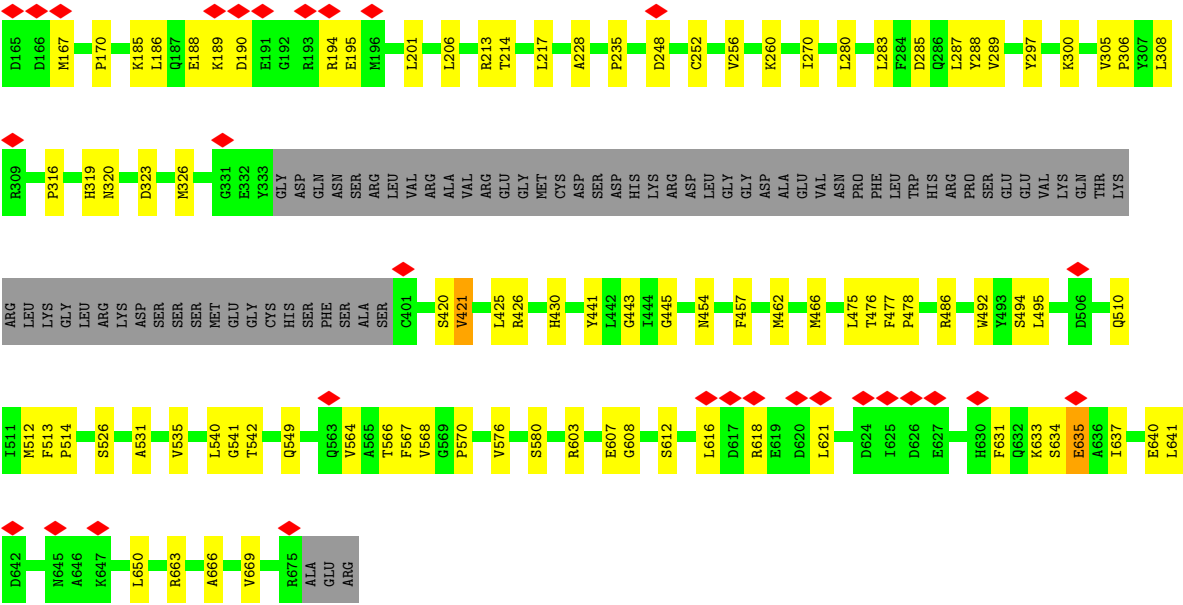 D165 D166 M167 P170 K185 L186 Q187 E188 K189 D190 E191 G192 R193 R194 E195 M196 L201 L206 R213 T214 L217 A228 P235 D248 C252 V256 K260 I270 L280 L283 F284 D285 Q286 L287 Y288 V289 Y297 K300 V305 P306 Y307 L308
R309 P316 H319 N320 D323 M326 G331 E332 Y333 GLY ASP GLN ASN SER ARG LEU VAL ARG ALA VAL ARG GLU GLY MET CYS ASP SER ASP HIS LYS ARG ASP LEU GLY GLY ASP ALA GLU VAL ASN PRO PHE LEU TRP HIS ARG PRO SER GLU GLU VAL LYS GLN THR LYS
ARG LEU LYS GLY LEU ARG LYS ASP SER SER SER MET GLU GLY CYS HIS SER PHE SER ALA SER C401 S420 V421 L425 R426 H430 Y441 L442 G443 I444 G445 N454 F457 M462 M466 L475 T476 F477 P478 R486 W492 Y493 S494 L495 D506 Q510
I511 M512 F513 P514 S526 A531 V535 L540 G541 T542 Q549 Q563 V564 A565 T566 F567 V568 G569 P570 V576 S580 R603 E607 G608 S612 L616 D617 R618 E619 D620 L621 D624 I625 D626 E627 H630 F631 Q632 K633 S634 E635 A636 I637 E640 L641
D642 N645 A646 K647 L650 R663 A666 V669 R675 ALA GLU ARG